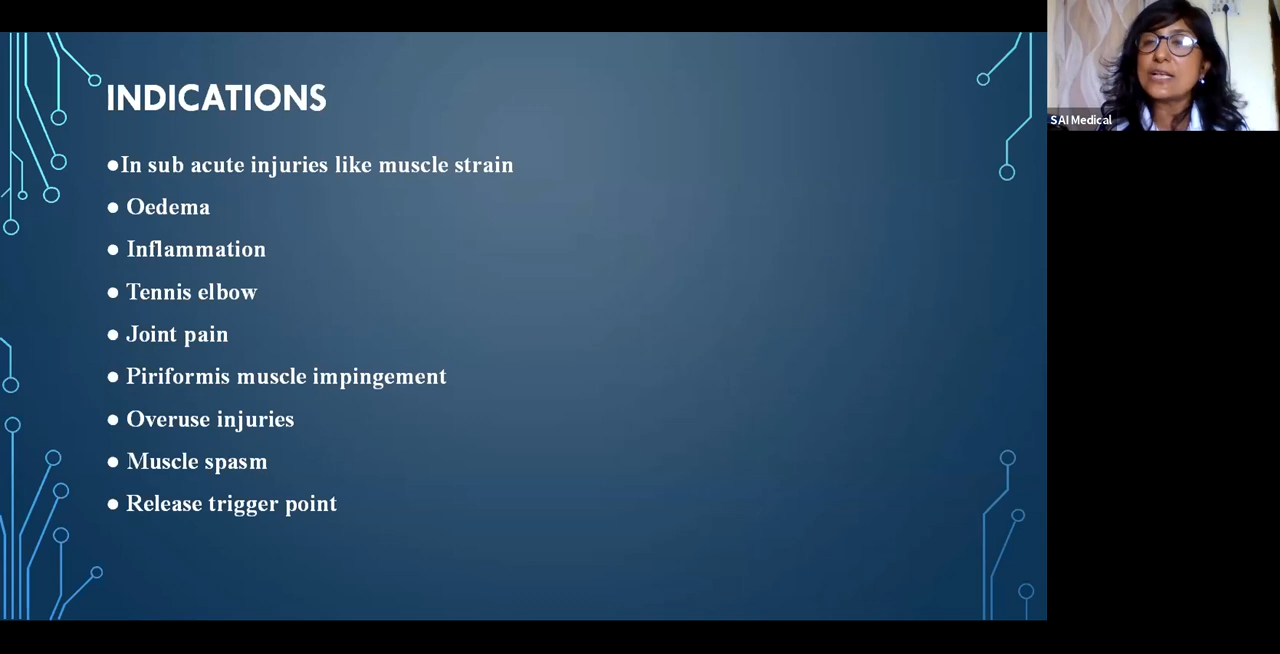 INDICATIONS
●In sub acute injuries like muscle strain
● Oedema
● Inflammation
● Tennis elbow
● Joint pain
● Piriformis muscle impingement
● Overuse injuries
● Muscle spasm
● Release trigger point
SAI Medical